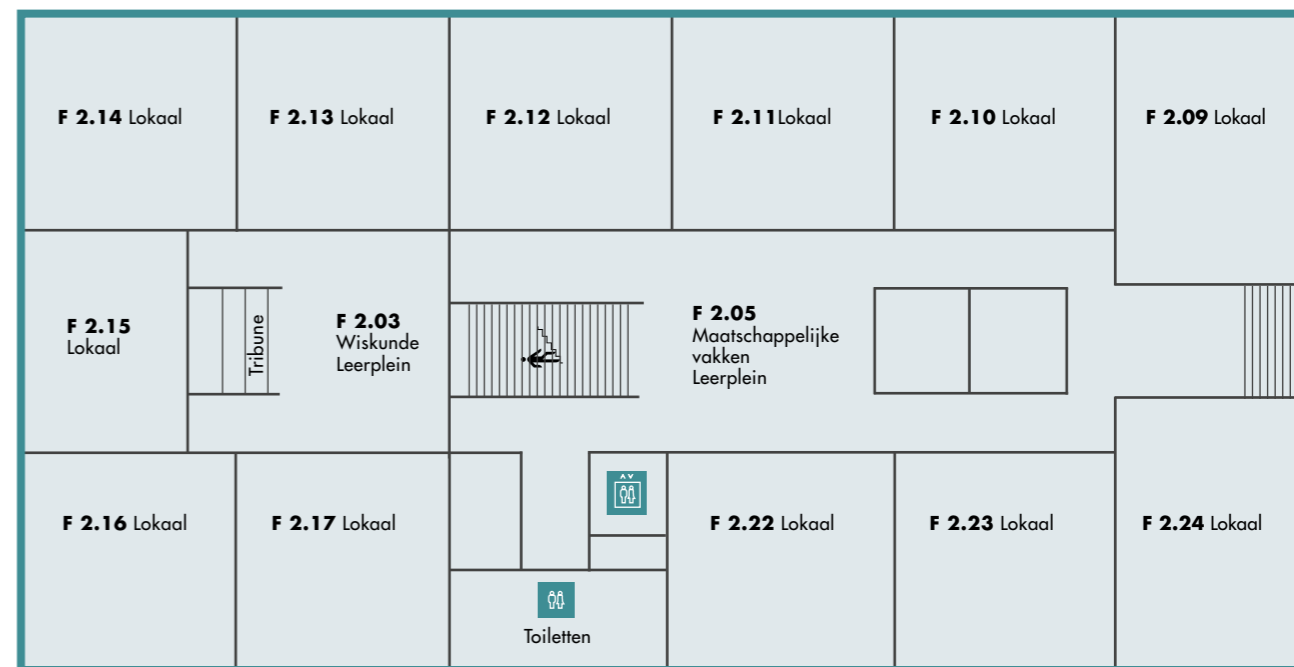 F 2.14 Lokaal
F 2.13 Lokaal
F 2.12 Lokaal
F 2.11Lokaal
F 2.10 Lokaal
F 2.09 Lokaal
F 2.15
Lokaal
Tribune
F 2.03
Wiskunde
Leerplein
F 2.05
Maatschappelijke
vakken
Leerplein
F 2.16 Lokaal
F 2.17 Lokaal
F 2.22 Lokaal
F 2.23 Lokaal
F 2.24 Lokaal
Toiletten